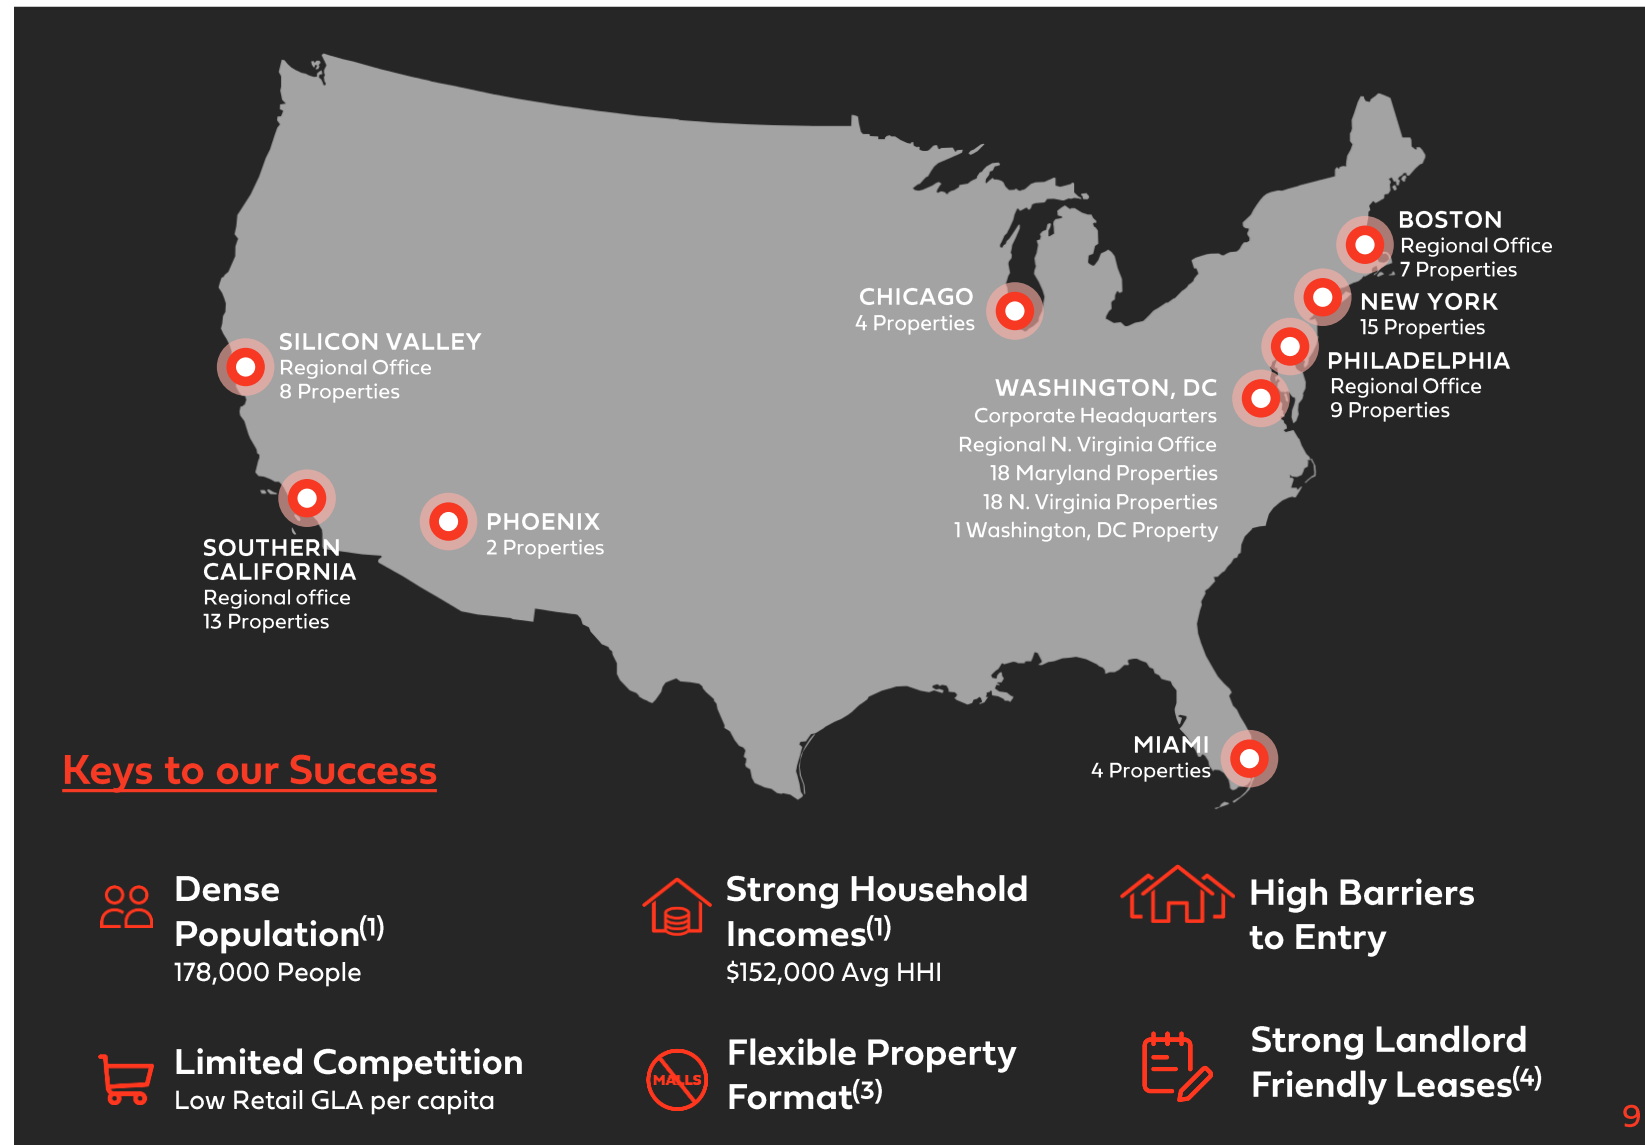 BOSTON
Regional Office
7 Properties
CHICAGO
4 Properties
NEW YORK
15 Properties
SILICON VALLEY
Regional Office
8 Properties
PHILADELPHIA
Regional Office
9 Properties
WASHINGTON, DC
Corporate Headquarters
Regional N. Virginia Office
18 Maryland Properties
18 N. Virginia Properties
1 Washington, DC Property
PHOENIX
2 Properties
SOUTHERN
CALIFORNIA
Regional office
13 Properties
MIAMI
4 Properties
Keys to our Success
Dense
Population(1)
178,000 People
Strong Household
Incomes(1)
$152,000 Avg HHI
High Barriers
to Entry
Limited Competition
Low Retail GLA per capita
MALLS
Flexible Property
Format(3)
Strong Landlord
Friendly Leases(4)
9